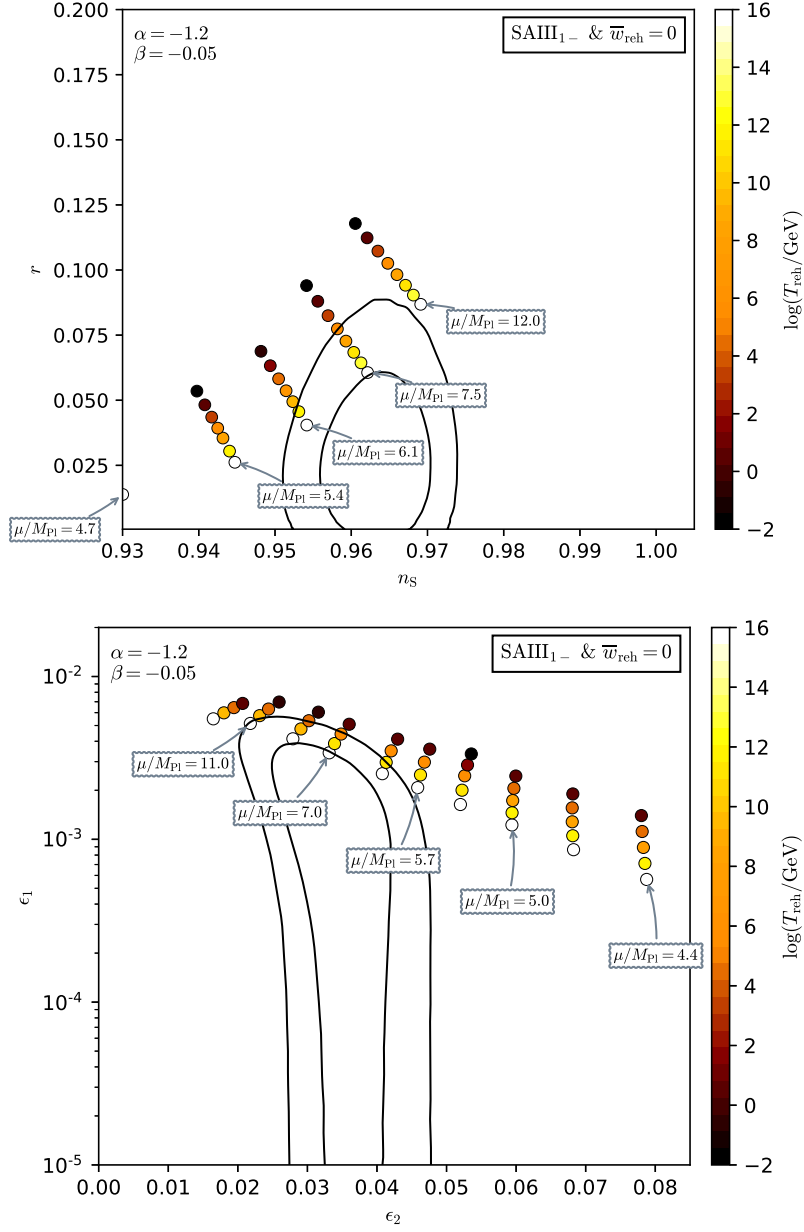 α = −1.2
β = −0.05
SAIII1− & w̅reh = 0
0.200
0.175
0.150
0.125
0.100
0.075
0.050
0.025
r
μ/MPl = 12.0
μ/MPl = 7.5
μ/MPl = 6.1
μ/MPl = 5.4
μ/MPl = 4.7
0.93 0.94 0.95 0.96 0.97 0.98 0.99 1.00
nS
16
14
12
10
8
6
4
2
0
−2
log(Treh/GeV)
α = −1.2
β = −0.05
SAIII1− & w̅reh = 0
10-2
10-3
10-4
10-5
ϵ1
μ/MPl = 11.0
μ/MPl = 7.0
μ/MPl = 5.7
μ/MPl = 5.0
μ/MPl = 4.4
0.00 0.01 0.02 0.03 0.04 0.05 0.06 0.07 0.08
ϵ2
16
14
12
10
8
6
4
2
0
−2
log(Treh/GeV)